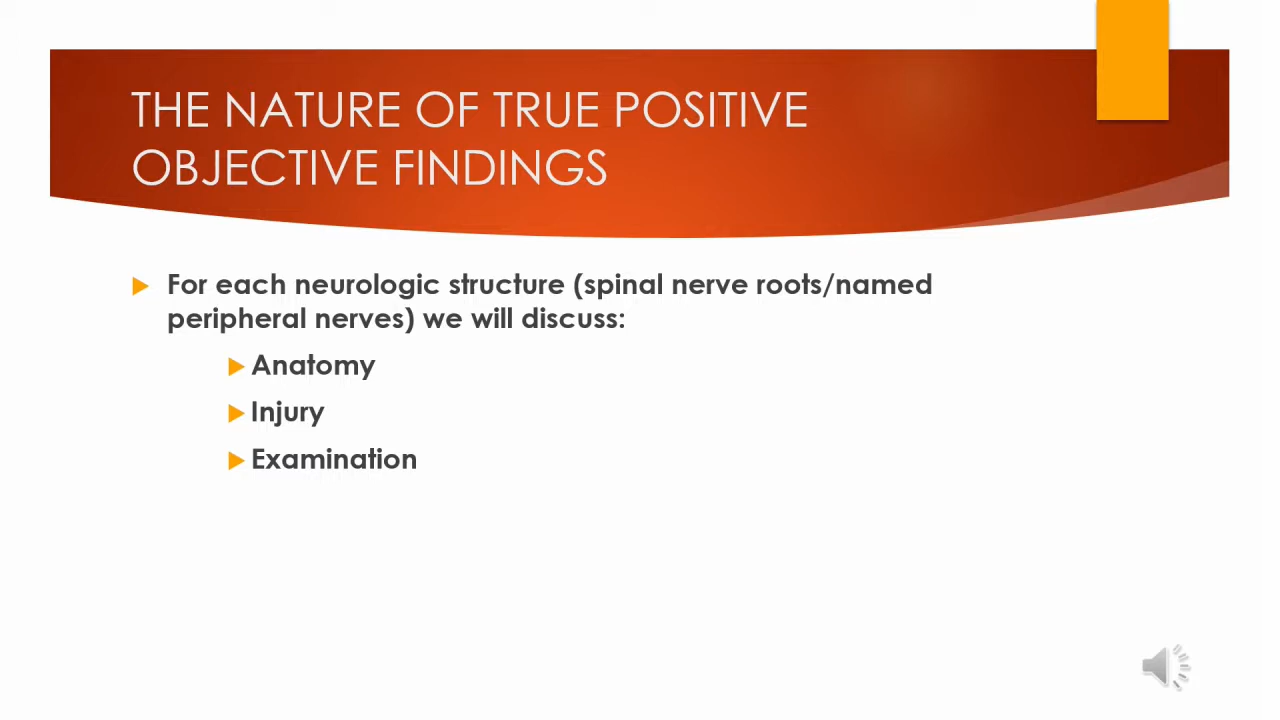 THE NATURE OF TRUE POSITIVE
OBJECTIVE FINDINGS
For each neurologic structure (spinal nerve roots/named
peripheral nerves) we will discuss:
Anatomy
Injury
Examination